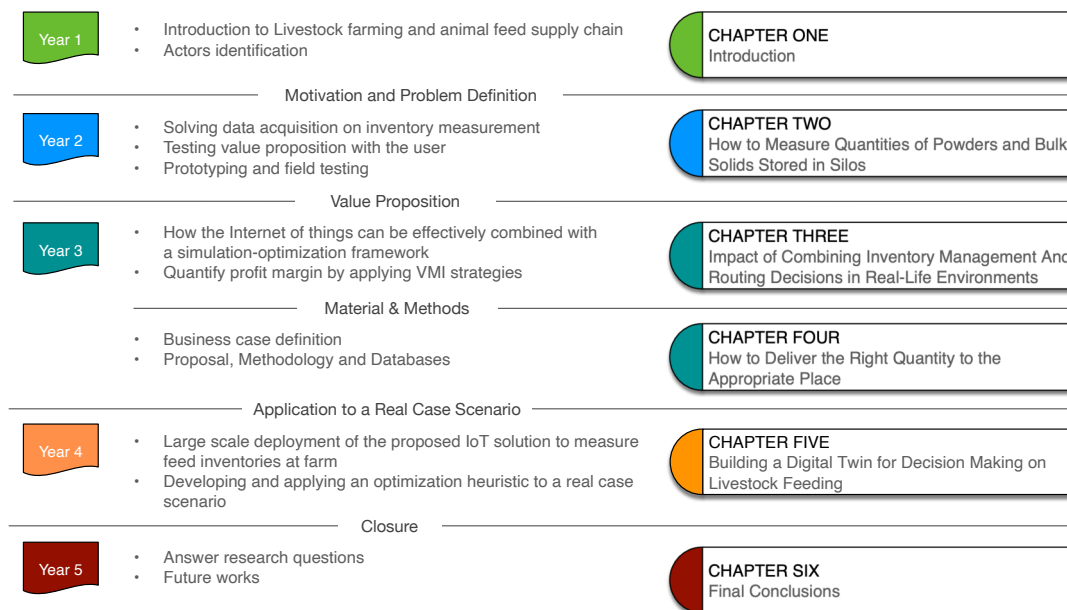 Year 1
• Introduction to Livestock farming and animal feed supply chain
• Actors identification
CHAPTER ONE
Introduction
Motivation and Problem Definition
Year 2
• Solving data acquisition on inventory measurement
• Testing value proposition with the user
• Prototyping and field testing
CHAPTER TWO
How to Measure Quantities of Powders and Bulk
Solids Stored in Silos
Value Proposition
Year 3
• How the Internet of things can be effectively combined with
a simulation-optimization framework
• Quantify profit margin by applying VMI strategies
CHAPTER THREE
Impact of Combining Inventory Management And
Routing Decisions in Real-Life Environments
Material & Methods
• Business case definition
• Proposal, Methodology and Databases
CHAPTER FOUR
How to Deliver the Right Quantity to the
Appropriate Place
Application to a Real Case Scenario
Year 4
• Large scale deployment of the proposed IoT solution to measure
feed inventories at farm
• Developing and applying an optimization heuristic to a real case
scenario
CHAPTER FIVE
Building a Digital Twin for Decision Making on
Livestock Feeding
Closure
Year 5
• Answer research questions
• Future works
CHAPTER SIX
Final Conclusions